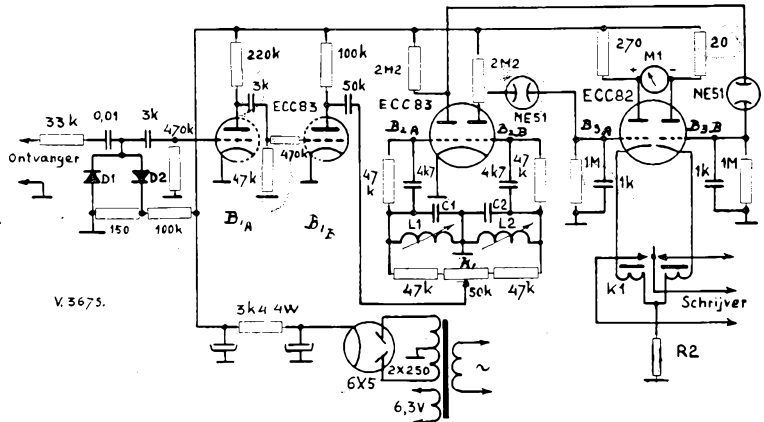 220k
100k
2M2
2M2
270
M1
+
-
20
3k
50k
ECC83
ECC83
NE51
ECC82
NE51
33k
0,01
3k
470k
470k
B2A
B2B
B3A
B3B
Ontvanger
D1
D2
47k
47k
4k7
4k7
47k
1M
1k
1k
1M
C1
C2
150
100k
B1A
B1B
L1
L2
47k
50k
47k
K1
Schrijver
V.3675.
3k4 4W
R2
6X5
2X250
~
6,3V